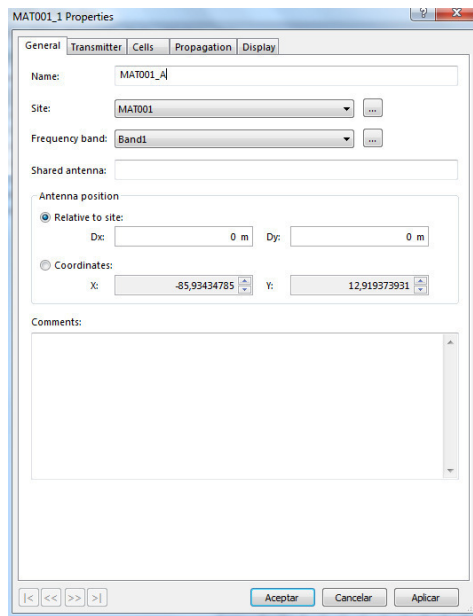 MAT001_1 Properties
General Transmitter Cells Propagation Display
Name: MAT001_A
Site: MAT001 ...
Frequency band: Band1 ...
Shared antenna:
Antenna position
Relative to site:
Dx: 0 m Dy: 0 m
Coordinates:
X: -85,93434785 Y: 12,919373931
Comments:
|< << >> >| Aceptar Cancelar Aplicar